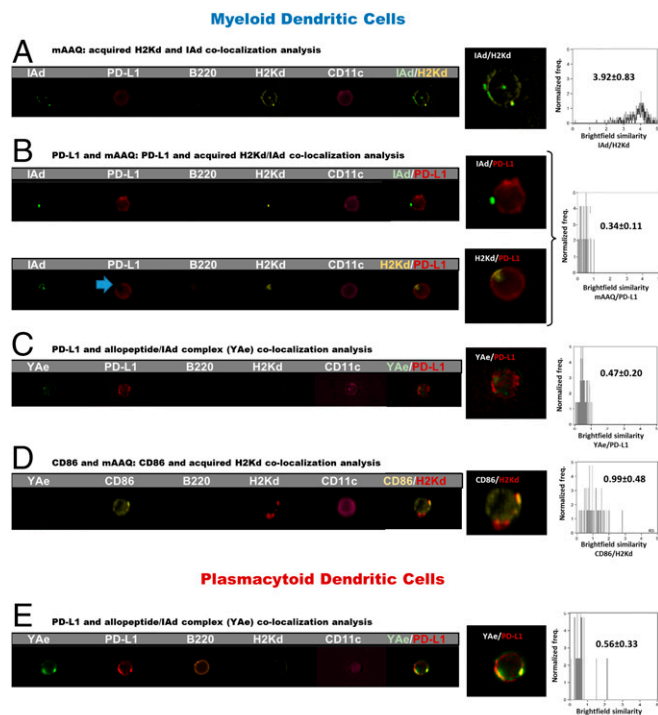 Myeloid Dendritic Cells
A
mAAQ: acquired H2Kd and IAd co-localization analysis
IAd PD-L1 B220 H2Kd CD11c IAd/H2Kd
IAd/H2Kd
Normalized freq.
3.92±0.83
Brightfield similarity
IAd/H2Kd
B
PD-L1 and mAAQ: PD-L1 and acquired H2Kd/IAd co-localization analysis
IAd PD-L1 B220 H2Kd CD11c IAd/PD-L1
IAd/PD-L1
IAd PD-L1 B220 H2Kd CD11c H2Kd/PD-L1
H2Kd/PD-L1
Normalized freq.
0.34±0.11
Brightfield similarity
mAAQ/PD-L1
C
PD-L1 and allopeptide/IAd complex (YAe) co-localization analysis
YAe PD-L1 B220 H2Kd CD11c YAe/PD-L1
YAe/PD-L1
Normalized freq.
0.47±0.20
Brightfield similarity
YAe/PD-L1
D
CD86 and mAAQ: CD86 and acquired H2Kd co-localization analysis
YAe CD86 B220 H2Kd CD11c CD86/H2Kd
CD86/H2Kd
Normalized freq.
0.99±0.48
Brightfield similarity
CD86/H2Kd
Plasmacytoid Dendritic Cells
E
PD-L1 and allopeptide/IAd complex (YAe) co-localization analysis
YAe PD-L1 B220 H2Kd CD11c YAe/PD-L1
YAe/PD-L1
Normalized freq.
0.56±0.33
Brightfield similarity
YAe/PD-L1